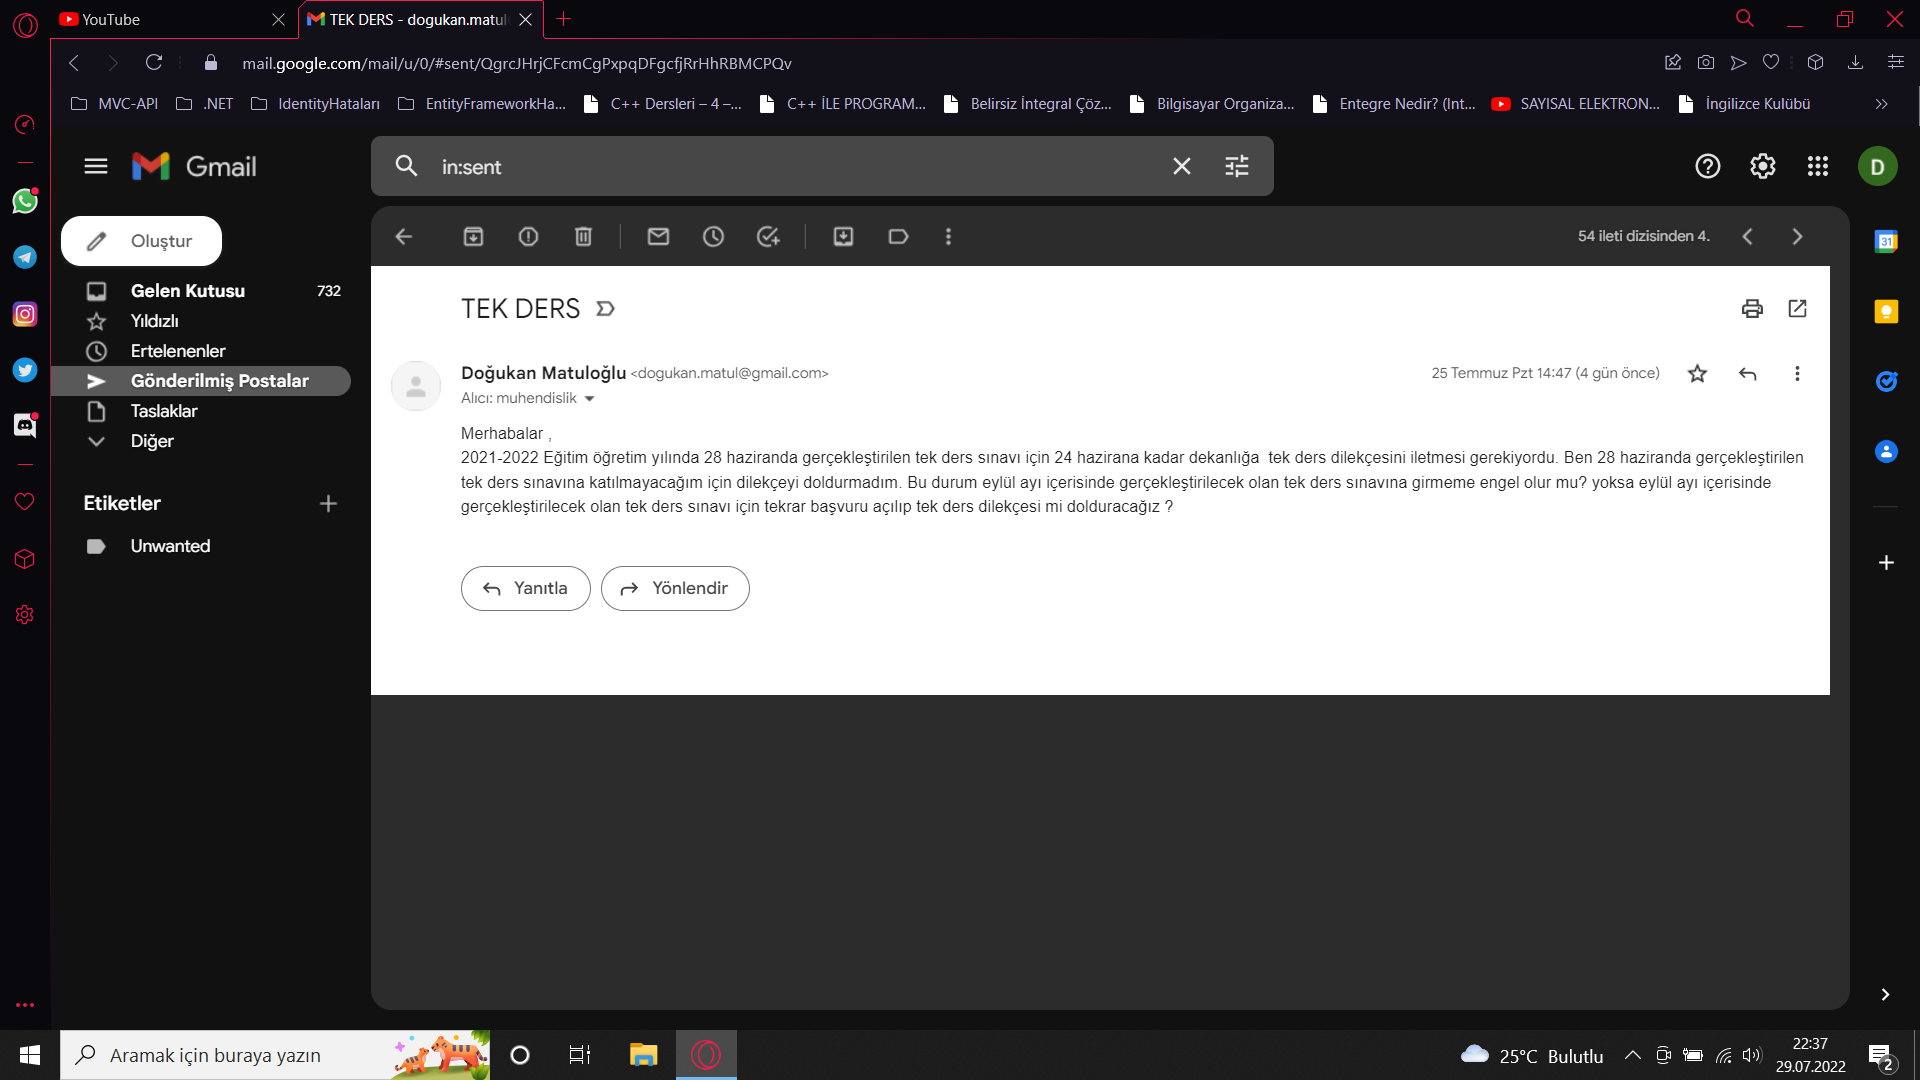 YouTube
TEK DERS - dogukan.matul
mail.google.com/mail/u/0/#sent/QgrcJHrjCFcmCgPxpqDFgcfjRrHhRBMCPQv
MVC-API
.NET
IdentityHataları
EntityFrameworkHa...
C++ Dersleri – 4 –...
C++ İLE PROGRAM...
Belirsiz İntegral Çöz...
Bilgisayar Organiza...
Entegre Nedir? (Int...
SAYISAL ELEKTRON...
İngilizce Kulübü
Gmail
in:sent
D
Oluştur
54 ileti dizisinden 4.
31
Gelen Kutusu 732
Yıldızlı
Ertelenenler
Gönderilmiş Postalar
Taslaklar
Diğer
Etiketler
Unwanted
TEK DERS
Doğukan Matuloğlu <dogukan.matul@gmail.com>
25 Temmuz Pzt 14:47 (4 gün önce)
Alıcı: muhendislik
Merhabalar ,
2021-2022 Eğitim öğretim yılında 28 haziranda gerçekleştirilen tek ders sınavı için 24 hazirana kadar dekanlığa  tek ders dilekçesini iletmesi gerekiyordu. Ben 28 haziranda gerçekleştirilen
tek ders sınavına katılmayacağım için dilekçeyi doldurmadım. Bu durum eylül ayı içerisinde gerçekleştirilecek olan tek ders sınavına girmeme engel olur mu? yoksa eylül ayı içerisinde
gerçekleştirilecek olan tek ders sınavı için tekrar başvuru açılıp tek ders dilekçesi mi dolduracağız ?
Yanıtla
Yönlendir
Aramak için buraya yazın
25°C Bulutlu
22:37
29.07.2022
2